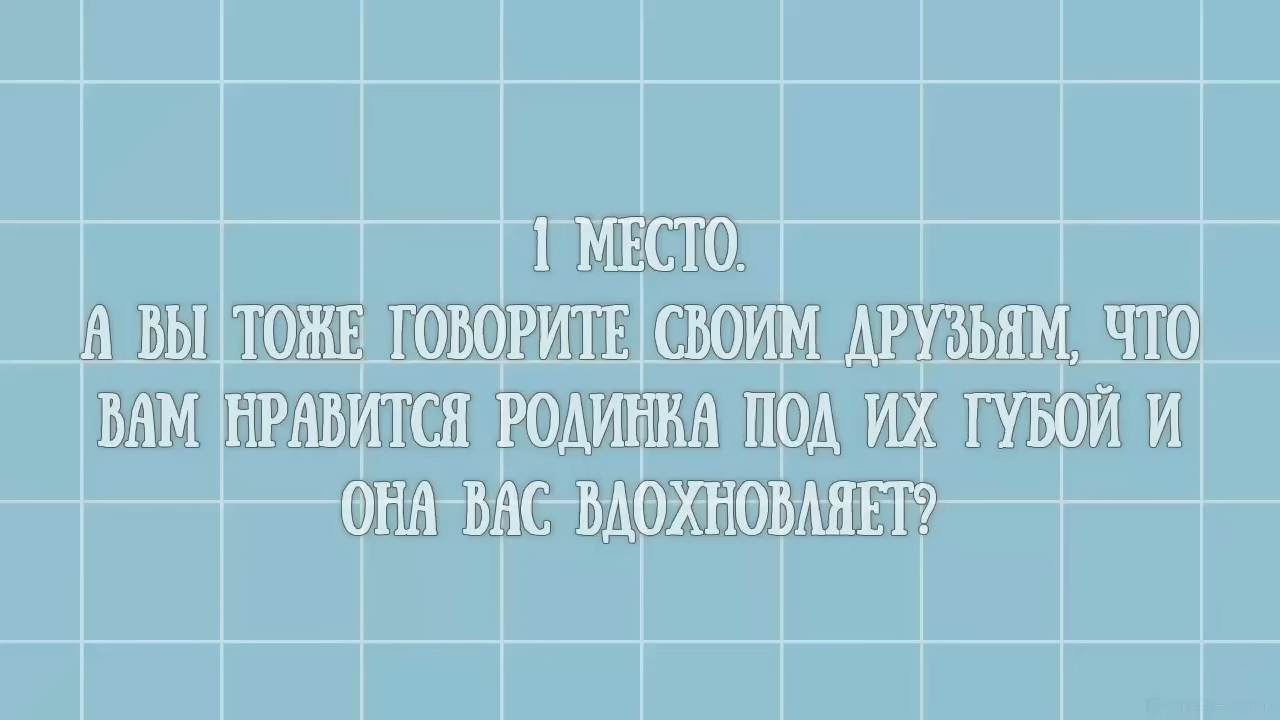 1 МЕСТО.
А ВЫ ТОЖЕ ГОВОРИТЕ СВОИМ ДРУЗЬЯМ, ЧТО
ВАМ НРАВИТСЯ РОДИНКА ПОД ИХ ГУБОЙ И
ОНА ВАС ВДОХНОВЛЯЕТ?